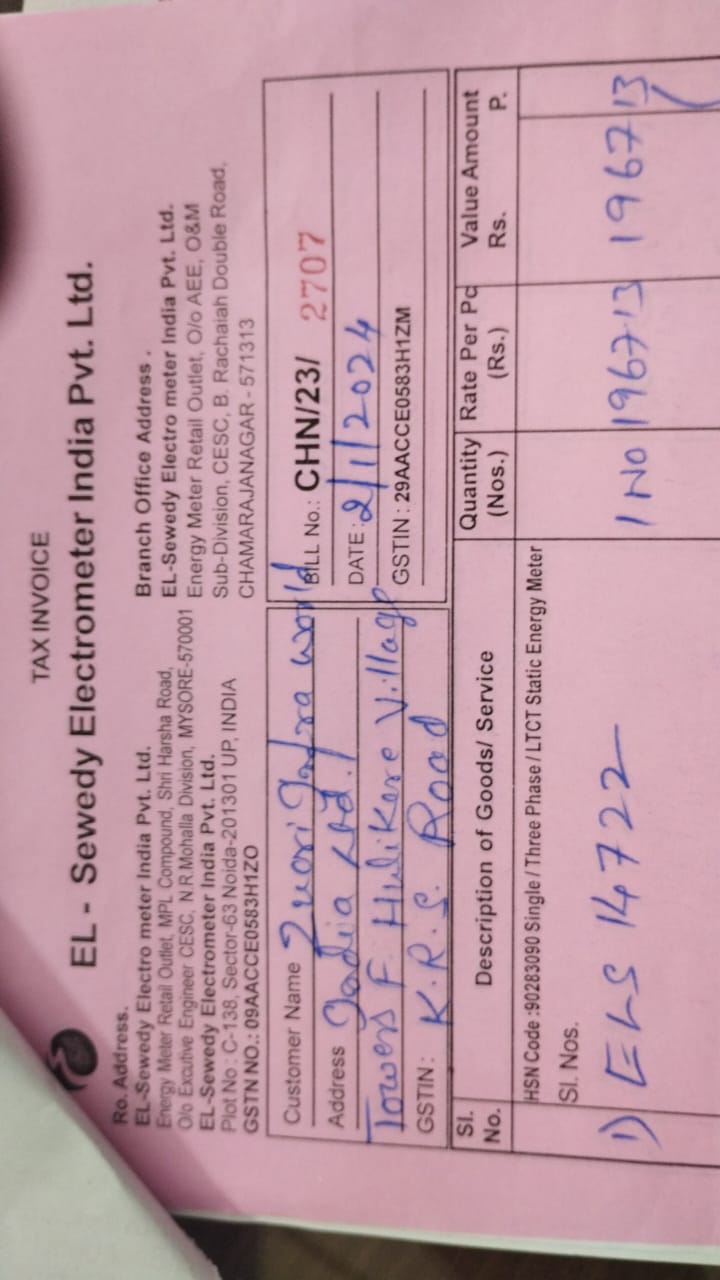 TAX INVOICE
EL - Sewedy Electrometer India Pvt. Ltd.
Ro. Address.
EL-Sewedy Electro meter India Pvt. Ltd.
Energy Meter Retail Outlet, MPL Compound, Shri Harsha Road,
O/o Excutive Engineer CESC, N.R Mohalla Division, MYSORE-570001
EL-Sewedy Electrometer India Pvt. Ltd.
Plot No : C-138, Sector-63 Noida-201301 UP, INDIA
GSTN NO.: 09AACCE0583H1ZO
Branch Office Address .
EL-Sewedy Electro meter India Pvt. Ltd.
Energy Meter Retail Outlet, O/o AEE, O&M
Sub-Division, CESC, B. Rachaiah Double Road,
CHAMARAJANAGAR - 571313
Customer Name Zuari Infra world
Address India Ltd.
Towers F. Hulikere Village
GSTIN : K.R.S. Road
BILL No.: CHN/23/ 2707
DATE : 2/1/2024
GSTIN : 29AACCE0583H1ZM
Sl. No. Description of Goods/ Service Quantity (Nos.) Rate Per Pc (Rs.) Value Amount Rs. P.
HSN Code :90283090 Single / Three Phase / LTCT Static Energy Meter
Sl. Nos.
1) ELS 14722 1 No 1967 13 1967 13